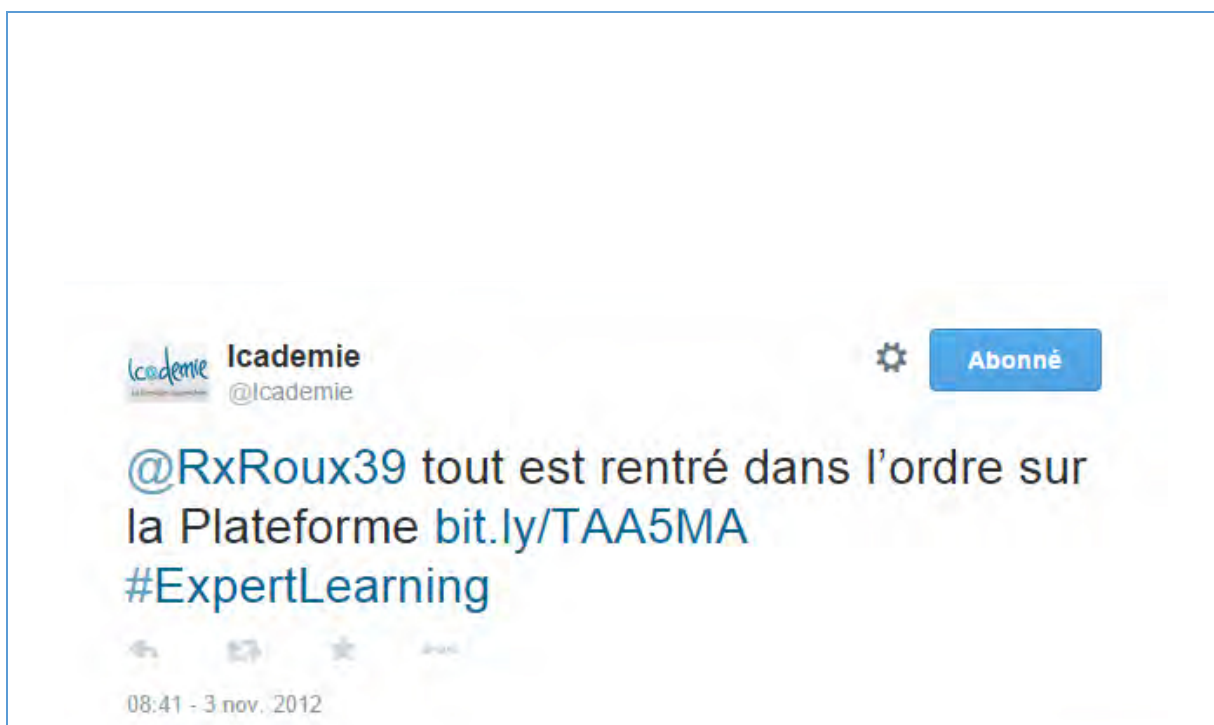 Icademie
Icademie
@Icademie
Abonné
@RxRoux39 tout est rentré dans l'ordre sur
la Plateforme bit.ly/TAA5MA
#ExpertLearning
08:41 - 3 nov. 2012